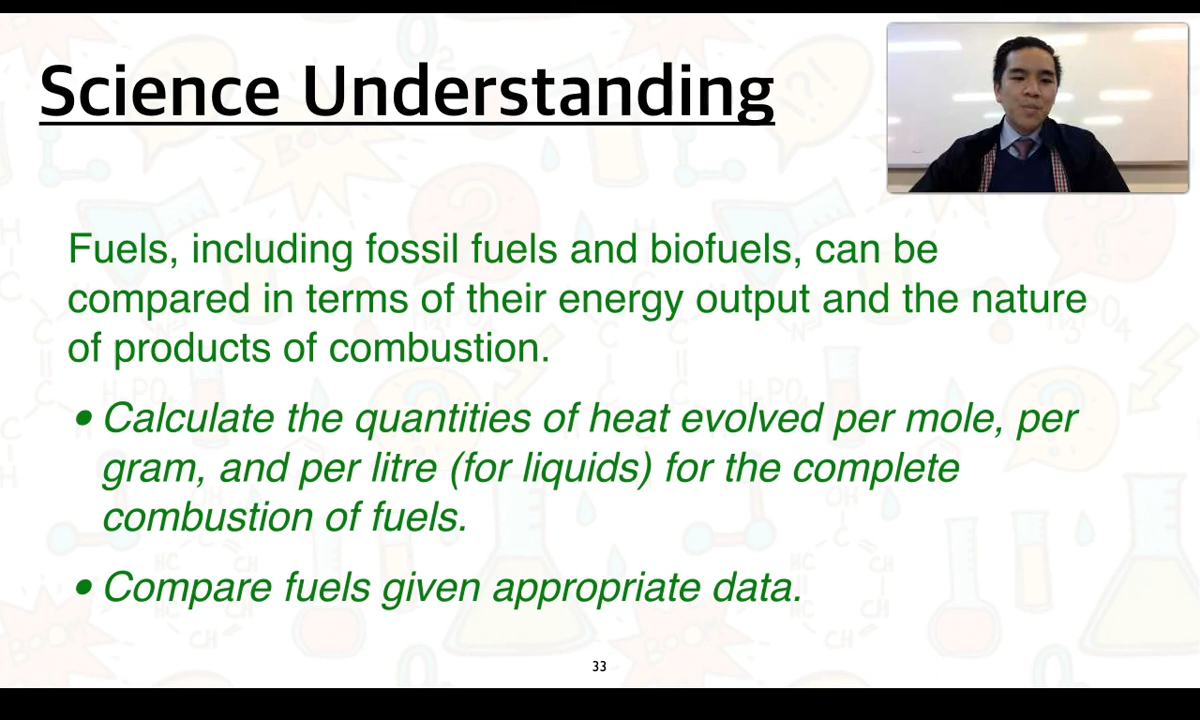 Science Understanding
Fuels, including fossil fuels and biofuels, can be
compared in terms of their energy output and the nature
of products of combustion.
• Calculate the quantities of heat evolved per mole, per
gram, and per litre (for liquids) for the complete
combustion of fuels.
• Compare fuels given appropriate data.
33